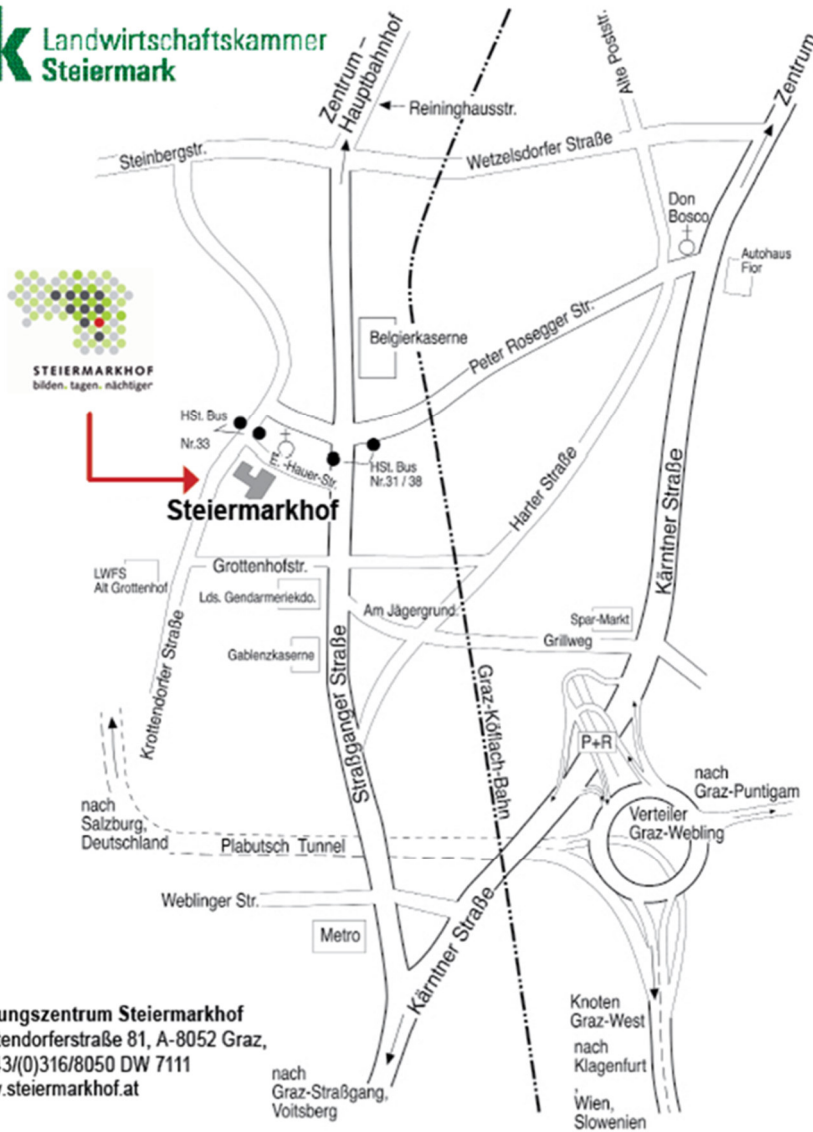 k Landwirtschaftskammer
Steiermark
Zentrum –
Hauptbahnhof
Reininghausstr.
Alte Poststr.
Zentrum
Steinbergstr.
Wetzelsdorfer Straße
Don
Bosco
Autohaus
Fior
STEIERMARKHOF
bilden. tagen. nächtigen
Belgierkaserne
Peter Rosegger Str.
HSt. Bus
Nr.33
E.-Hauer-Str.
HSt. Bus
Nr.31 / 38
Steiermarkhof
Harter Straße
Kärntner Straße
LWFS
Alt Grottenhof
Grottenhofstr.
Lds. Gendarmeriekdo.
Am Jägergrund
Spar-Markt
Grillweg
Gablenzkaserne
Krottendorfer Straße
Straßganger Straße
Graz-Köflach-Bahn
P+R
nach
Graz-Puntigam
nach
Salzburg,
Deutschland
Plabutsch Tunnel
Verteiler
Graz-Webling
Weblinger Str.
Metro
Kärntner Straße
ungszentrum Steiermarkhof
tendorferstraße 81, A-8052 Graz,
43/(0)316/8050 DW 7111
w.steiermarkhof.at
nach
Graz-Straßgang,
Voitsberg
Knoten
Graz-West
nach
Klagenfurt
,
Wien,
Slowenien